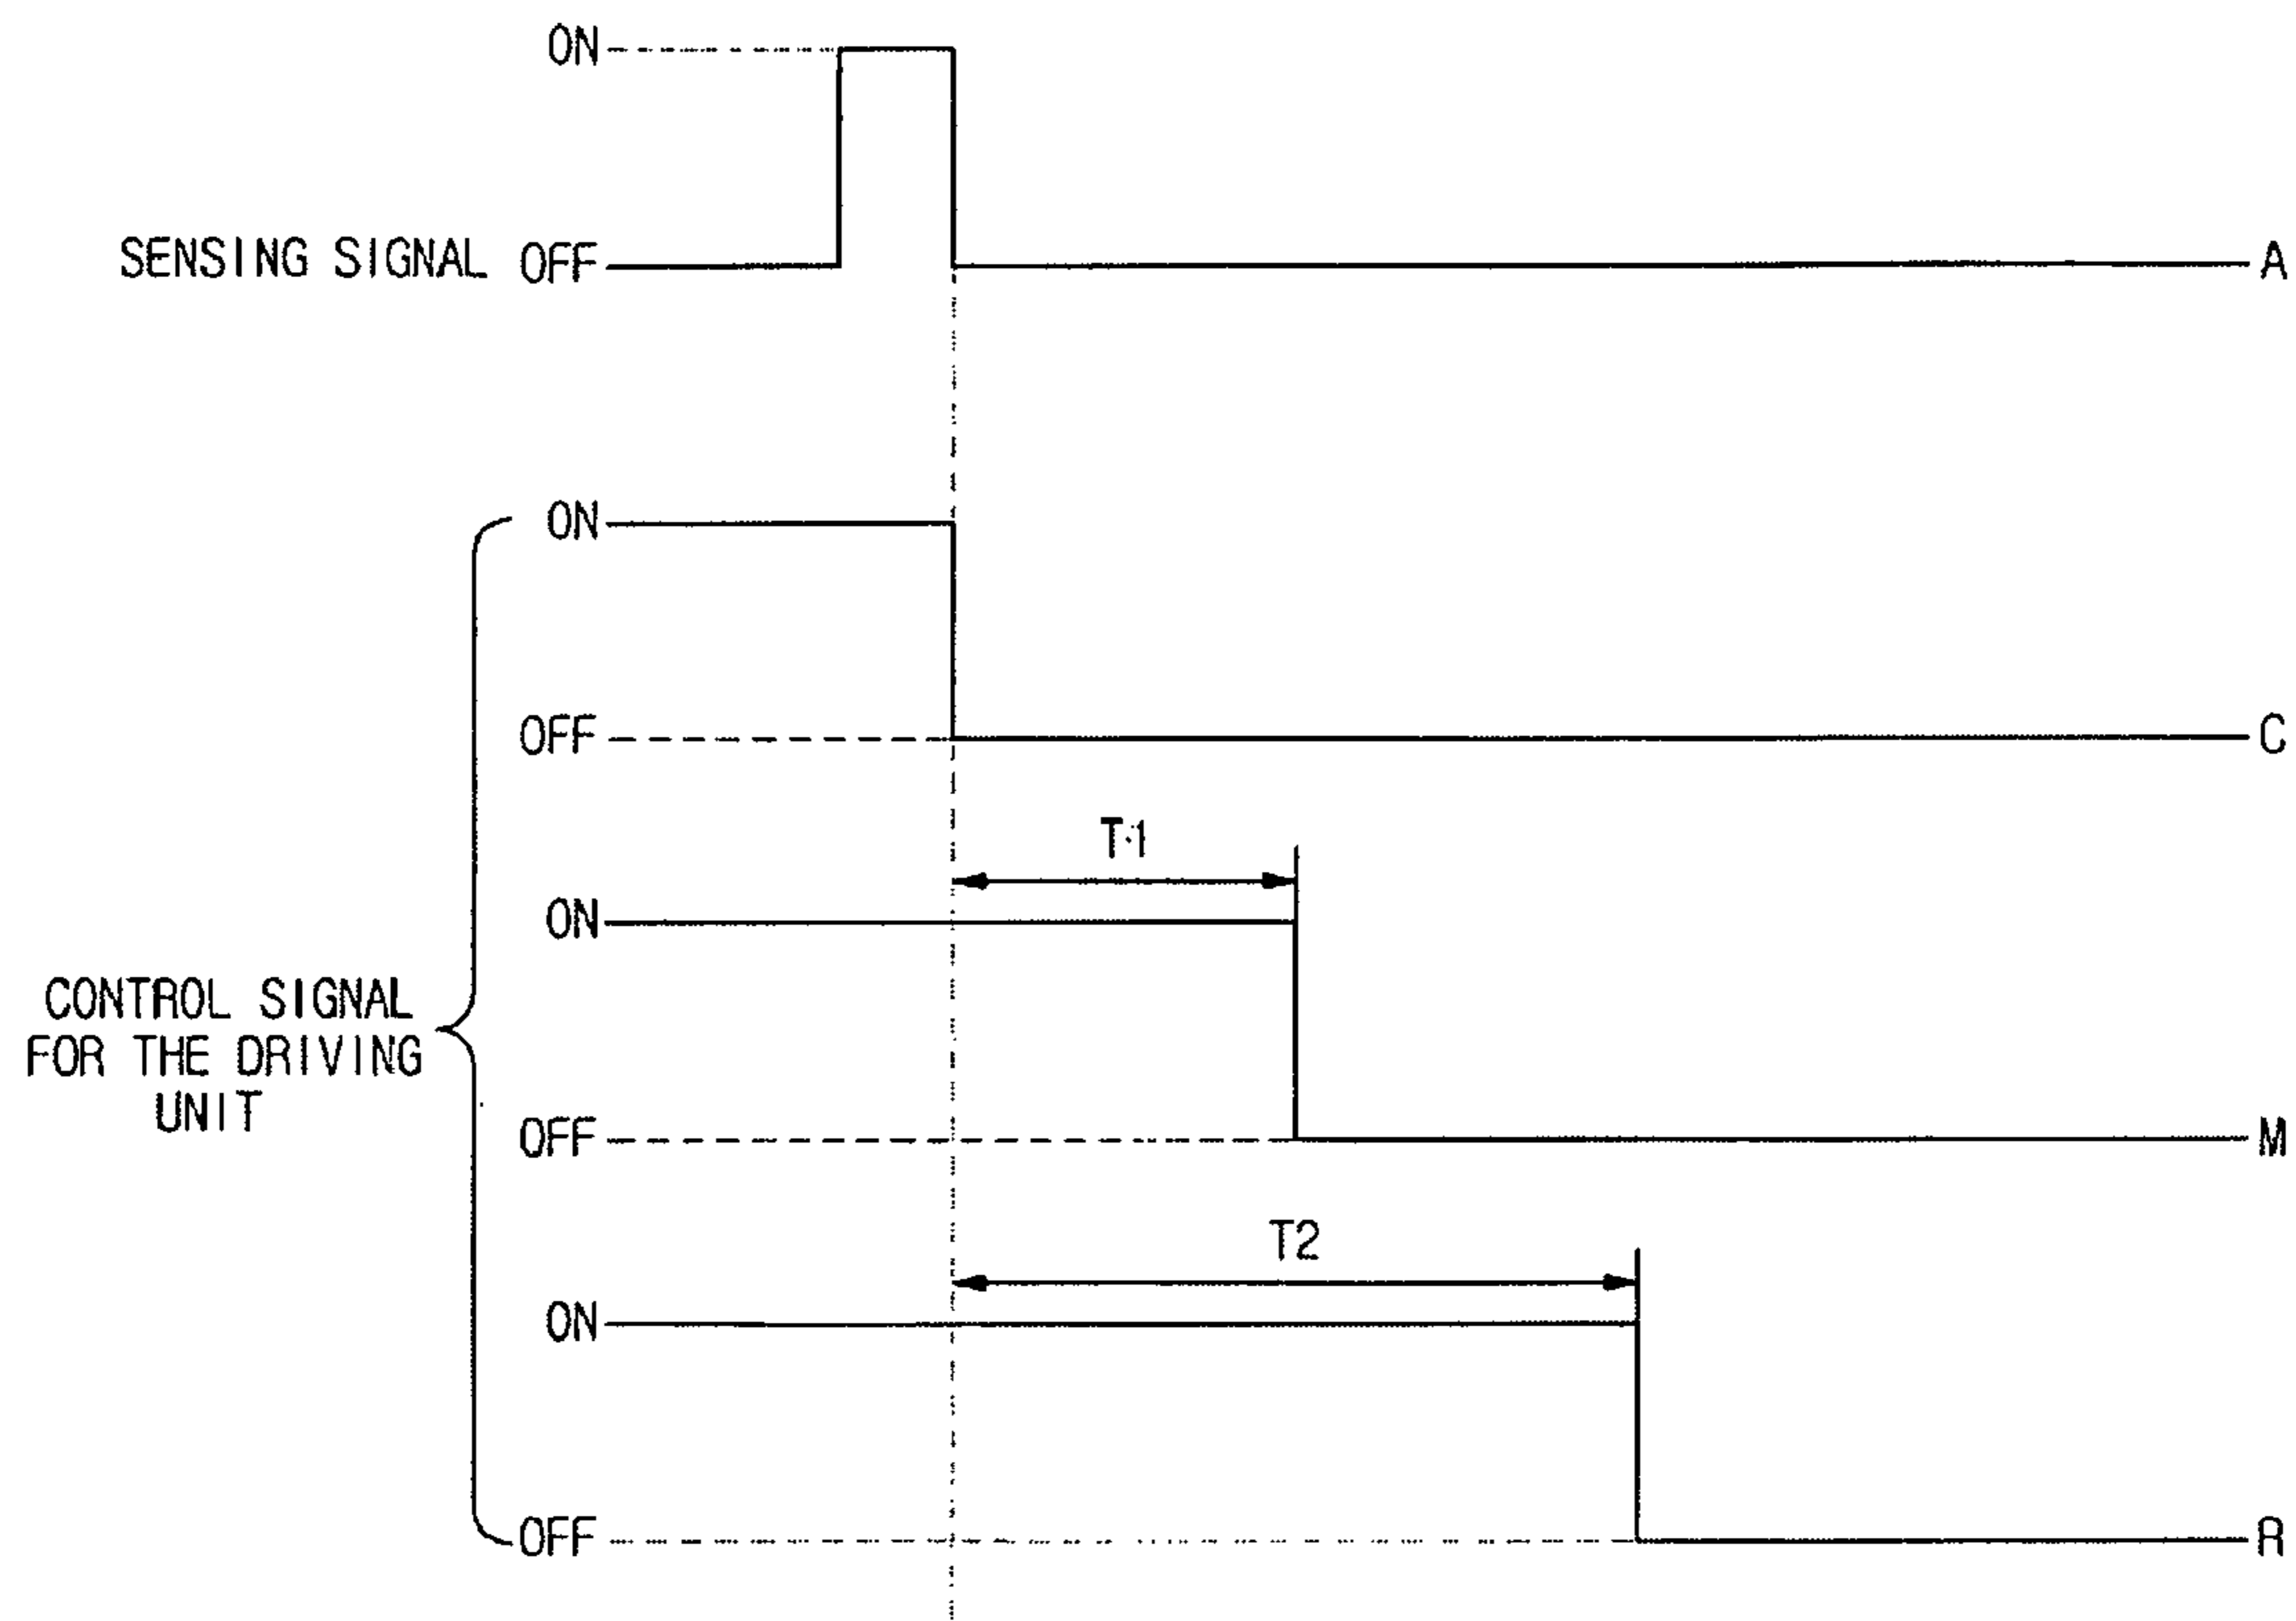 ON
SENSING SIGNAL OFF A
ON
OFF C
T1
ON
CONTROL SIGNAL
FOR THE DRIVING
UNIT
OFF M
T2
ON
OFF R